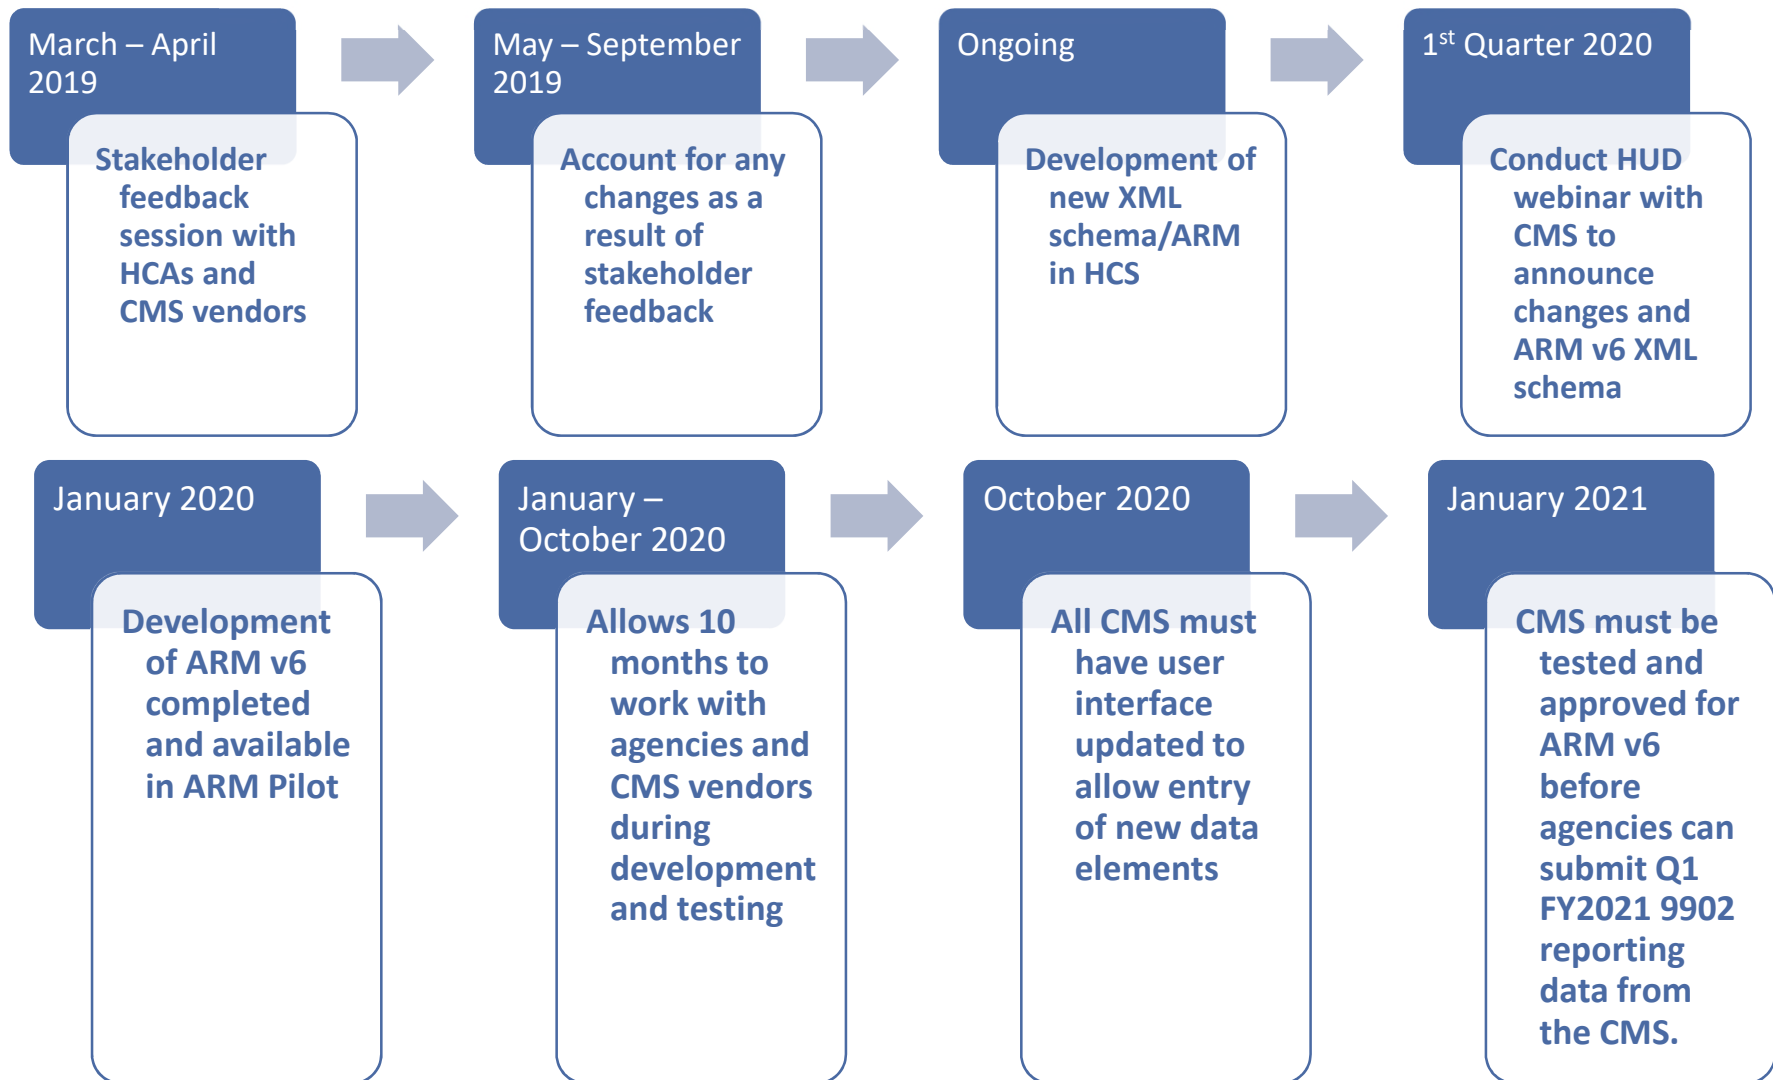 March – April
2019
Stakeholder
feedback
session with
HCAs and
CMS vendors
May – September
2019
Account for any
changes as a
result of
stakeholder
feedback
Ongoing
Development of
new XML
schema/ARM
in HCS
1st Quarter 2020
Conduct HUD
webinar with
CMS to
announce
changes and
ARM v6 XML
schema
January 2020
Development
of ARM v6
completed
and available
in ARM Pilot
January –
October 2020
Allows 10
months to
work with
agencies and
CMS vendors
during
development
and testing
October 2020
All CMS must
have user
interface
updated to
allow entry
of new data
elements
January 2021
CMS must be
tested and
approved for
ARM v6
before
agencies can
submit Q1
FY2021 9902
reporting
data from
the CMS.